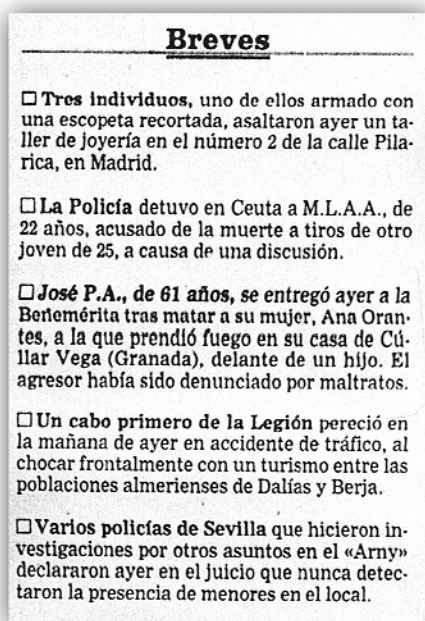 Breves
□ Tres individuos, uno de ellos armado con
una escopeta recortada, asaltaron ayer un ta-
ller de joyería en el número 2 de la calle Pila-
rica, en Madrid.
□ La Policía detuvo en Ceuta a M.L.A.A., de
22 años, acusado de la muerte a tiros de otro
joven de 25, a causa de una discusión.
□ José P.A., de 61 años, se entregó ayer a la
Benemérita tras matar a su mujer, Ana Oran-
tes, a la que prendió fuego en su casa de Cú-
llar Vega (Granada), delante de un hijo. El
agresor había sido denunciado por maltratos.
□ Un cabo primero de la Legión pereció en
la mañana de ayer en accidente de tráfico, al
chocar frontalmente con un turismo entre las
poblaciones almerienses de Dalías y Berja.
□ Varios policías de Sevilla que hicieron in-
vestigaciones por otros asuntos en el «Arny»
declararon ayer en el juicio que nunca detec-
taron la presencia de menores en el local.